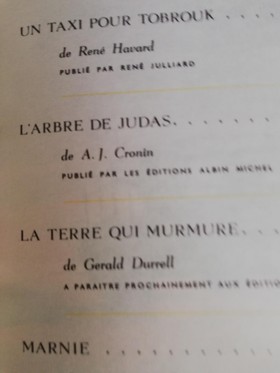 UN TAXI POUR TOBROUK . . . .
de René Havard
PUBLIÉ PAR RENÉ JULLIARD
L'ARBRE DE JUDAS. . . . . . .
de A. J. Cronin
PUBLIÉ PAR LES ÉDITIONS ALBIN MICHEL
LA TERRE QUI MURMURE. . .
de Gerald Durrell
A PARAITRE PROCHAINEMENT AUX ÉDITIO
MARNIE . . . . . . . . . . .